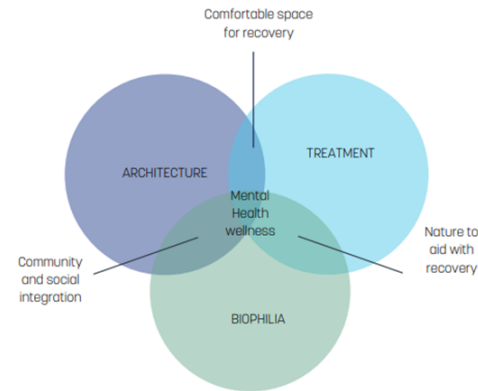 Comfortable space
for recovery
ARCHITECTURE
TREATMENT
Mental
Health
wellness
Community
and social
integration
Nature to
aid with
recovery
BIOPHILIA